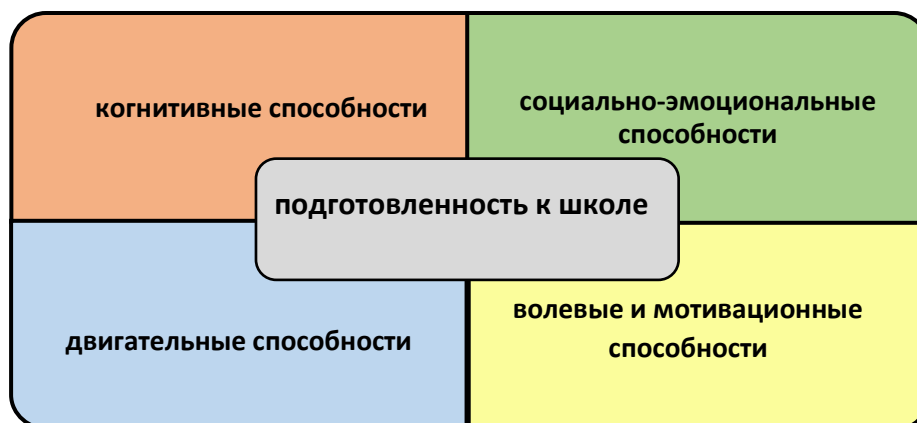 когнитивные способности
социально-эмоциональные
способности
подготовленность к школе
двигательные способности
волевые и мотивационные
способности